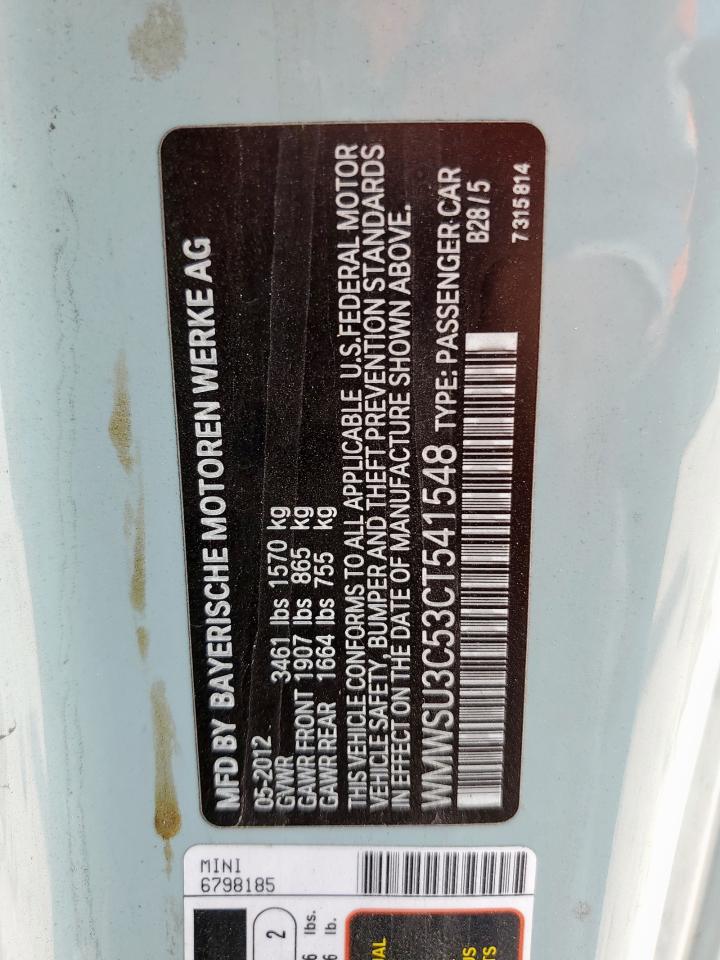 MFD BY BAYERISCHE MOTOREN WERKE AG
05-2012
GVWR 3461 lbs 1570 kg
GAWR FRONT 1907 lbs 865 kg
GAWR REAR 1664 lbs 755 kg
THIS VEHICLE CONFORMS TO ALL APPLICABLE U.S.FEDERAL MOTOR
VEHICLE SAFETY, BUMPER AND THEFT PREVENTION STANDARDS
IN EFFECT ON THE DATE OF MANUFACTURE SHOWN ABOVE.
WMWSU3C53CT541548 TYPE: PASSENGER CAR
B28/5
7 315 814
MINI
6798185
2
lbs.
lb.